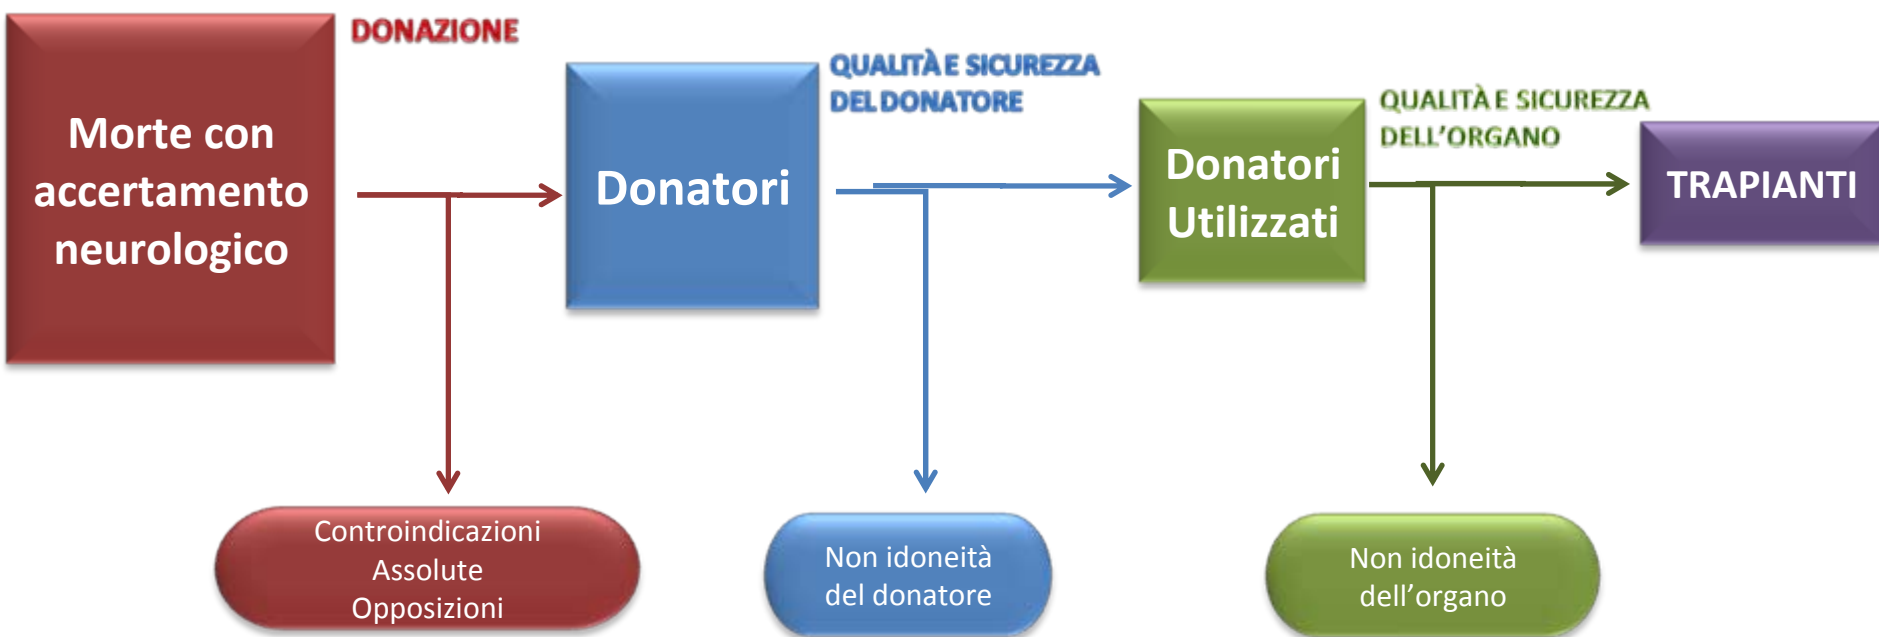 DONAZIONE
Morte con
accertamento
neurologico
Donatori
QUALITÀ E SICUREZZA
DEL DONATORE
Donatori
Utilizzati
QUALITÀ E SICUREZZA
DELL'ORGANO
TRAPIANTI
Controindicazioni
Assolute
Opposizioni
Non idoneità
del donatore
Non idoneità
dell'organo